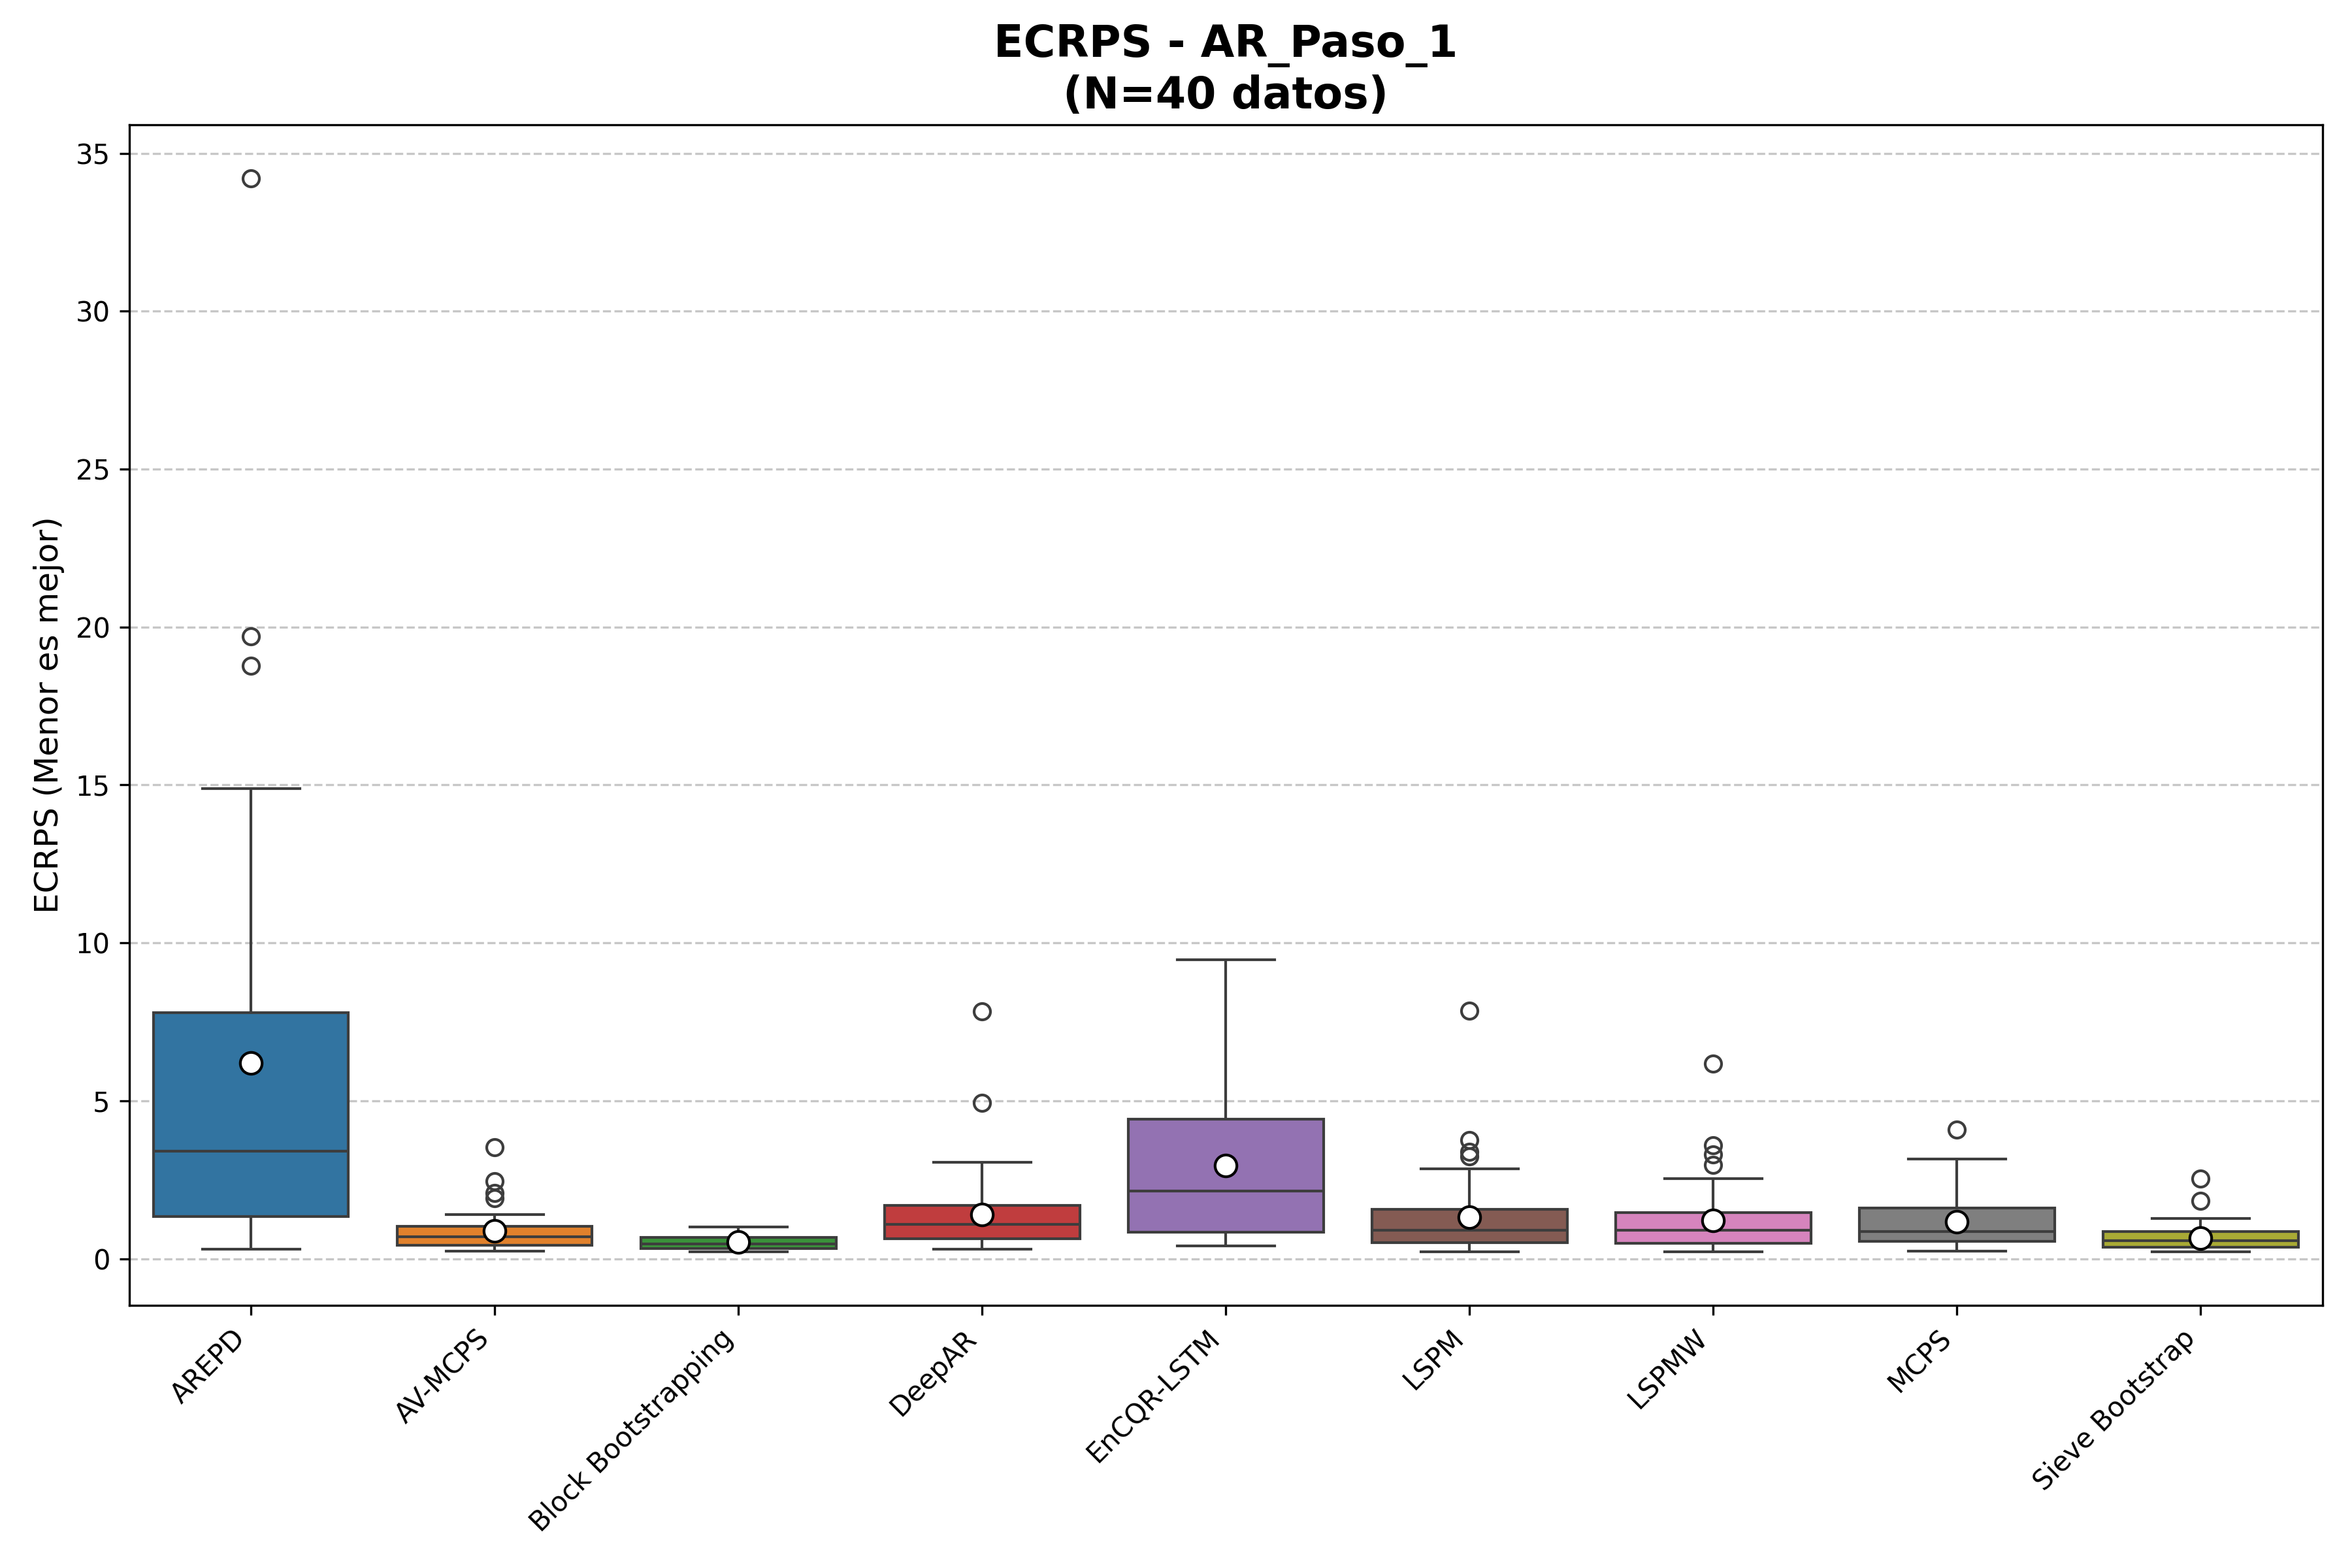 ECRPS - AR_Paso_1
(N=40 datos)
ECRPS (Menor es mejor)
35
30
25
20
15
10
5
0
AREPD
AV-MCPS
Block Bootstrapping
DeepAR
EnCQR-LSTM
LSPM
LSPMW
MCPS
Sieve Bootstrap